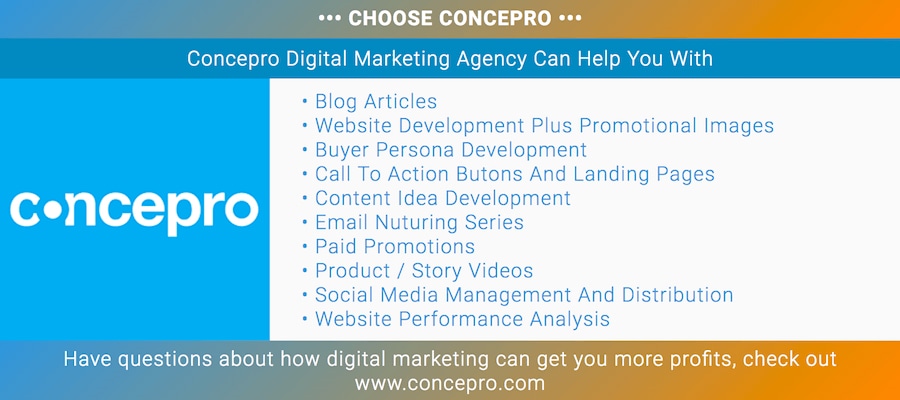 ••• CHOOSE CONCEPRO •••
Concepro Digital Marketing Agency Can Help You With
concepro
• Blog Articles
• Website Development Plus Promotional Images
• Buyer Persona Development
• Call To Action Butons And Landing Pages
• Content Idea Development
• Email Nuturing Series
• Paid Promotions
• Product / Story Videos
• Social Media Management And Distribution
• Website Performance Analysis
Have questions about how digital marketing can get you more profits, check out
www.concepro.com